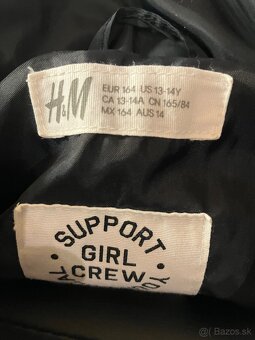 H&M
EUR 164 US 13-14Y
CA 13-14A CN 165/84
MX 164 AUS 14
SUPPORT
GIRL
CREW
Bazos.sk